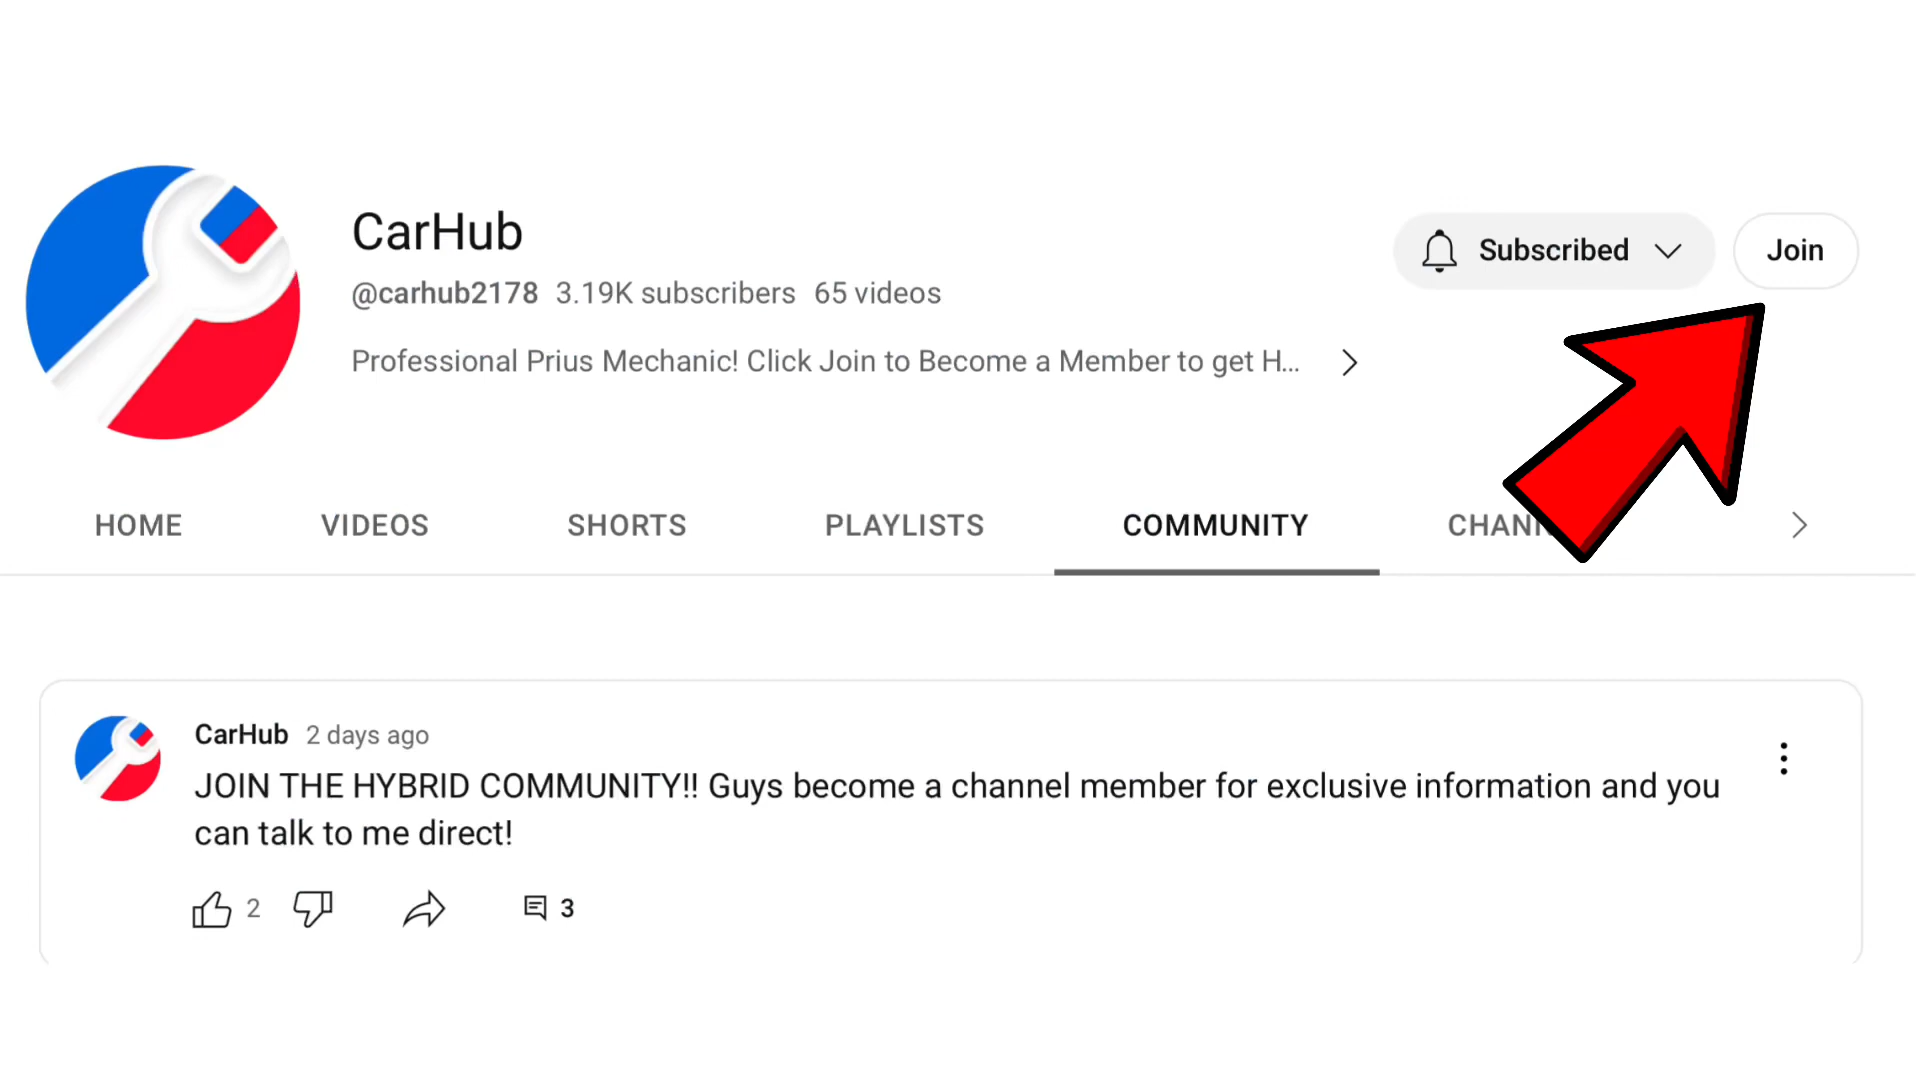 CarHub
@carhub2178 3.19K subscribers 65 videos
Professional Prius Mechanic! Click Join to Become a Member to get H...
Subscribed
Join
HOME VIDEOS SHORTS PLAYLISTS COMMUNITY
CarHub 2 days ago
JOIN THE HYBRID COMMUNITY!! Guys become a channel member for exclusive information and you
can talk to me direct!
2 3